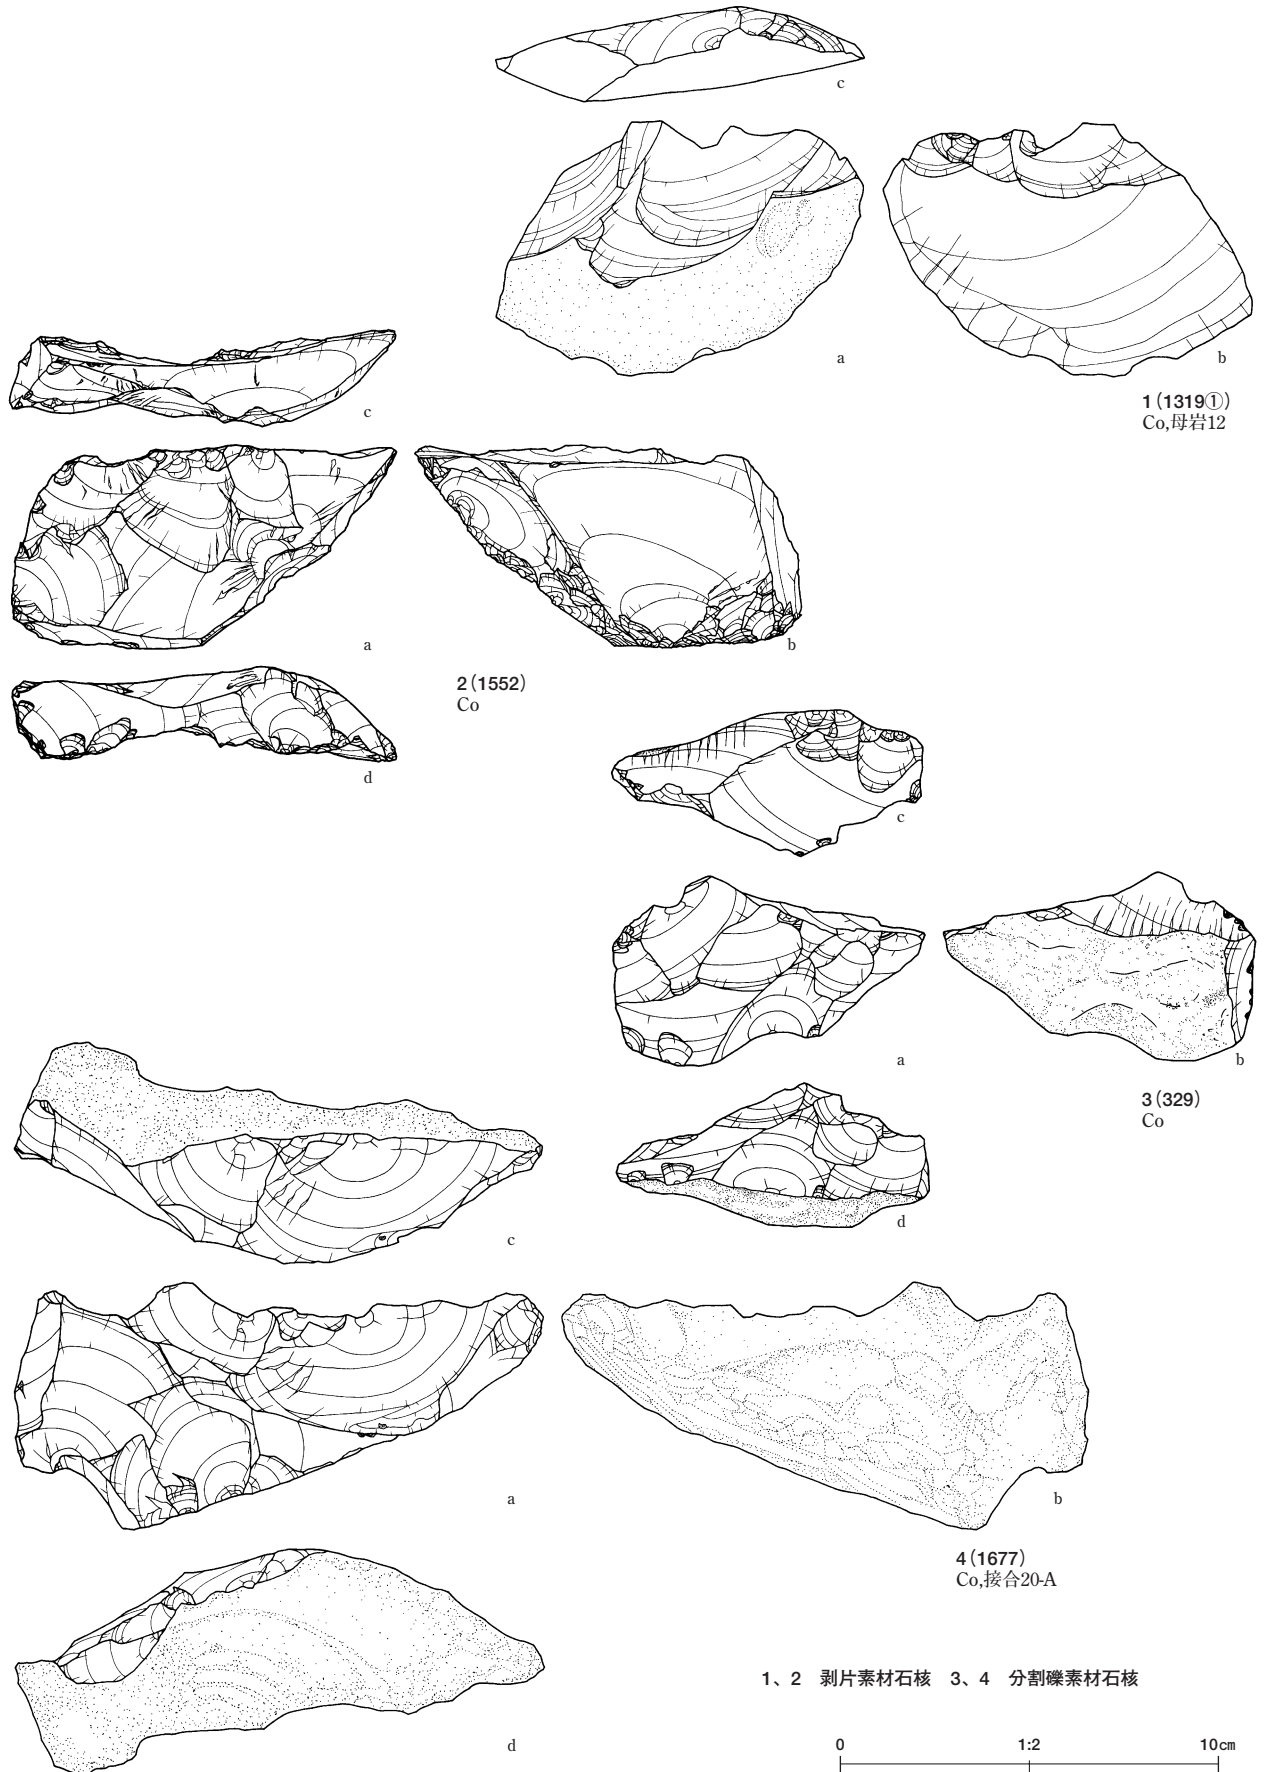 c
a
b
1(1319①)
Co,母岩12
c
a
b
2(1552)
Co
d
c
a
b
3(329)
Co
d
c
a
b
4(1677)
Co,接合20-A
d
1、2　剥片素材石核　3、4　分割礫素材石核
0　1:2　10cm